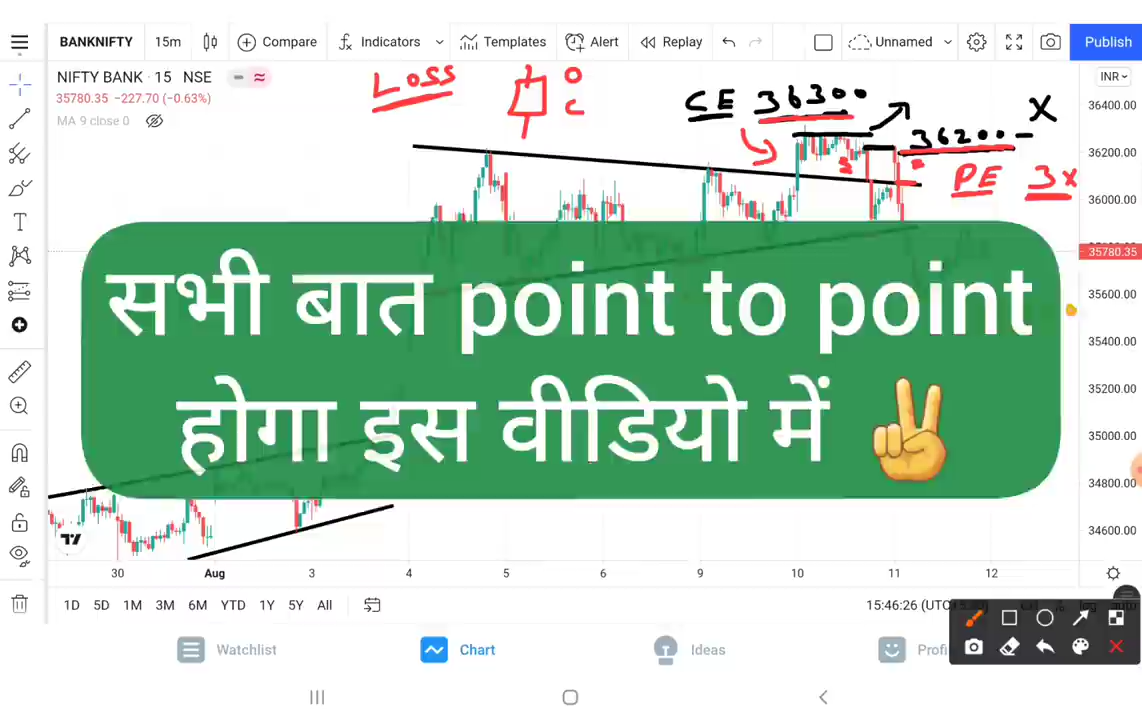 BANKNIFTY 15m Compare Indicators Templates Alert Replay Unnamed Publish
NIFTY BANK · 15 NSE
INR
35780.35 −227.70 (−0.63%)
MA 9 close 0
LOSS
O
C
CE 36300
X
36200
PE 3x
36400.00
36200.00
36000.00
35780.35
35600.00
35400.00
35200.00
35000.00
34800.00
34600.00
सभी बात point to point
होगा इस वीडियो में ✌
30 Aug 3 4 5 6 9 10 11 12
1D 5D 1M 3M 6M YTD 1Y 5Y All
15:46:26 (UTC
Watchlist Chart Ideas Profi